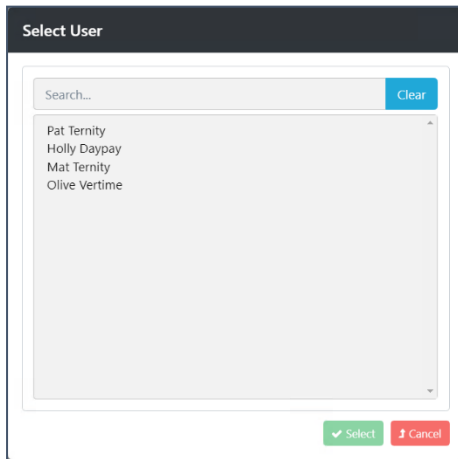 Select User
Search...
Clear
Pat Ternity
Holly Daypay
Mat Ternity
Olive Vertime
Select
Cancel